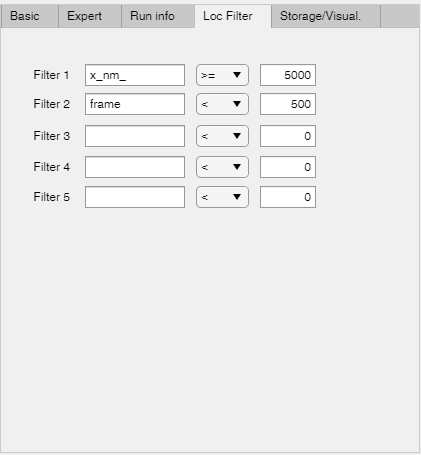 Basic Expert Run info Loc Filter Storage/Visual.
Filter 1 x_nm_ >= 5000
Filter 2 frame < 500
Filter 3 < 0
Filter 4 < 0
Filter 5 < 0